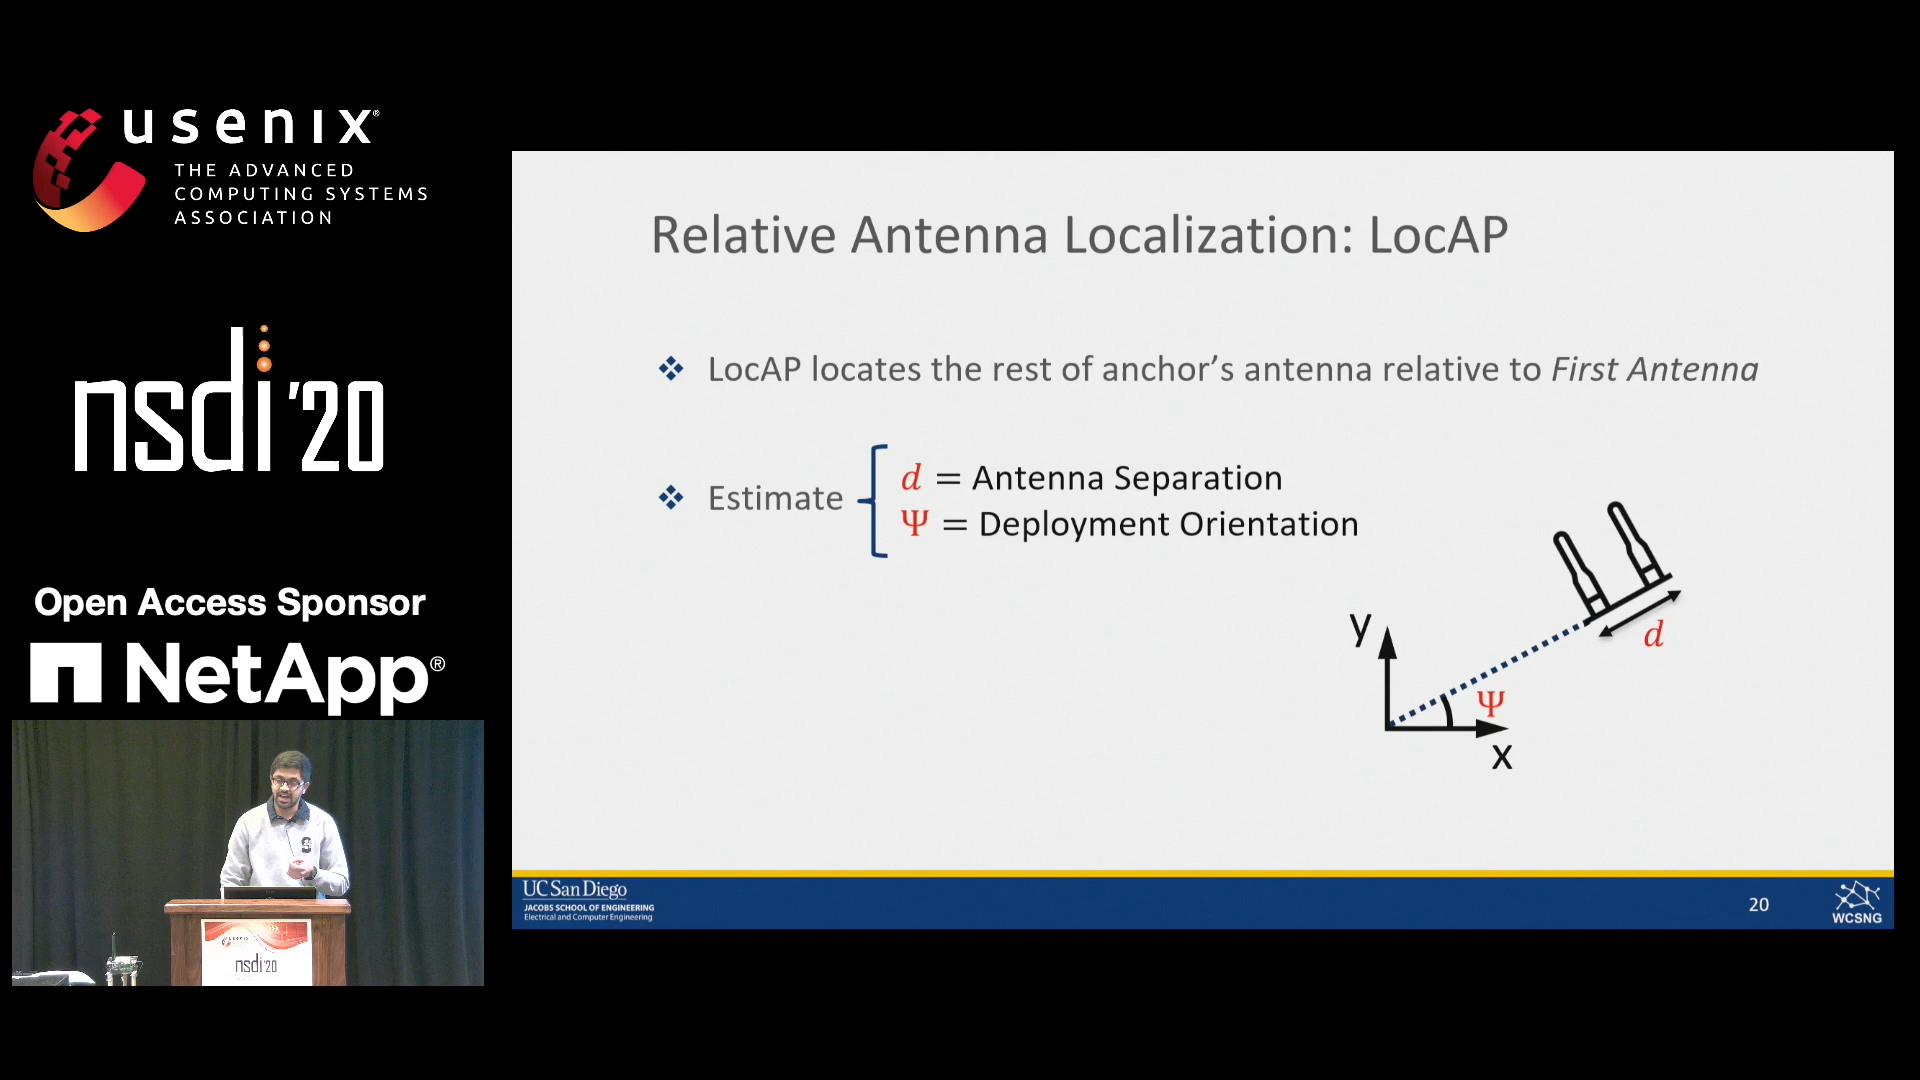 usenix®
THE ADVANCED
COMPUTING SYSTEMS
ASSOCIATION
nsdi '20
Open Access Sponsor
NetApp®
usenix
nsdi '20
Relative Antenna Localization: LocAP
LocAP locates the rest of anchor's antenna relative to First Antenna
Estimate
d = Antenna Separation
Ψ = Deployment Orientation
d
y
Ψ
x
UC San Diego
JACOBS SCHOOL OF ENGINEERING
Electrical and Computer Engineering
20
WCSNG